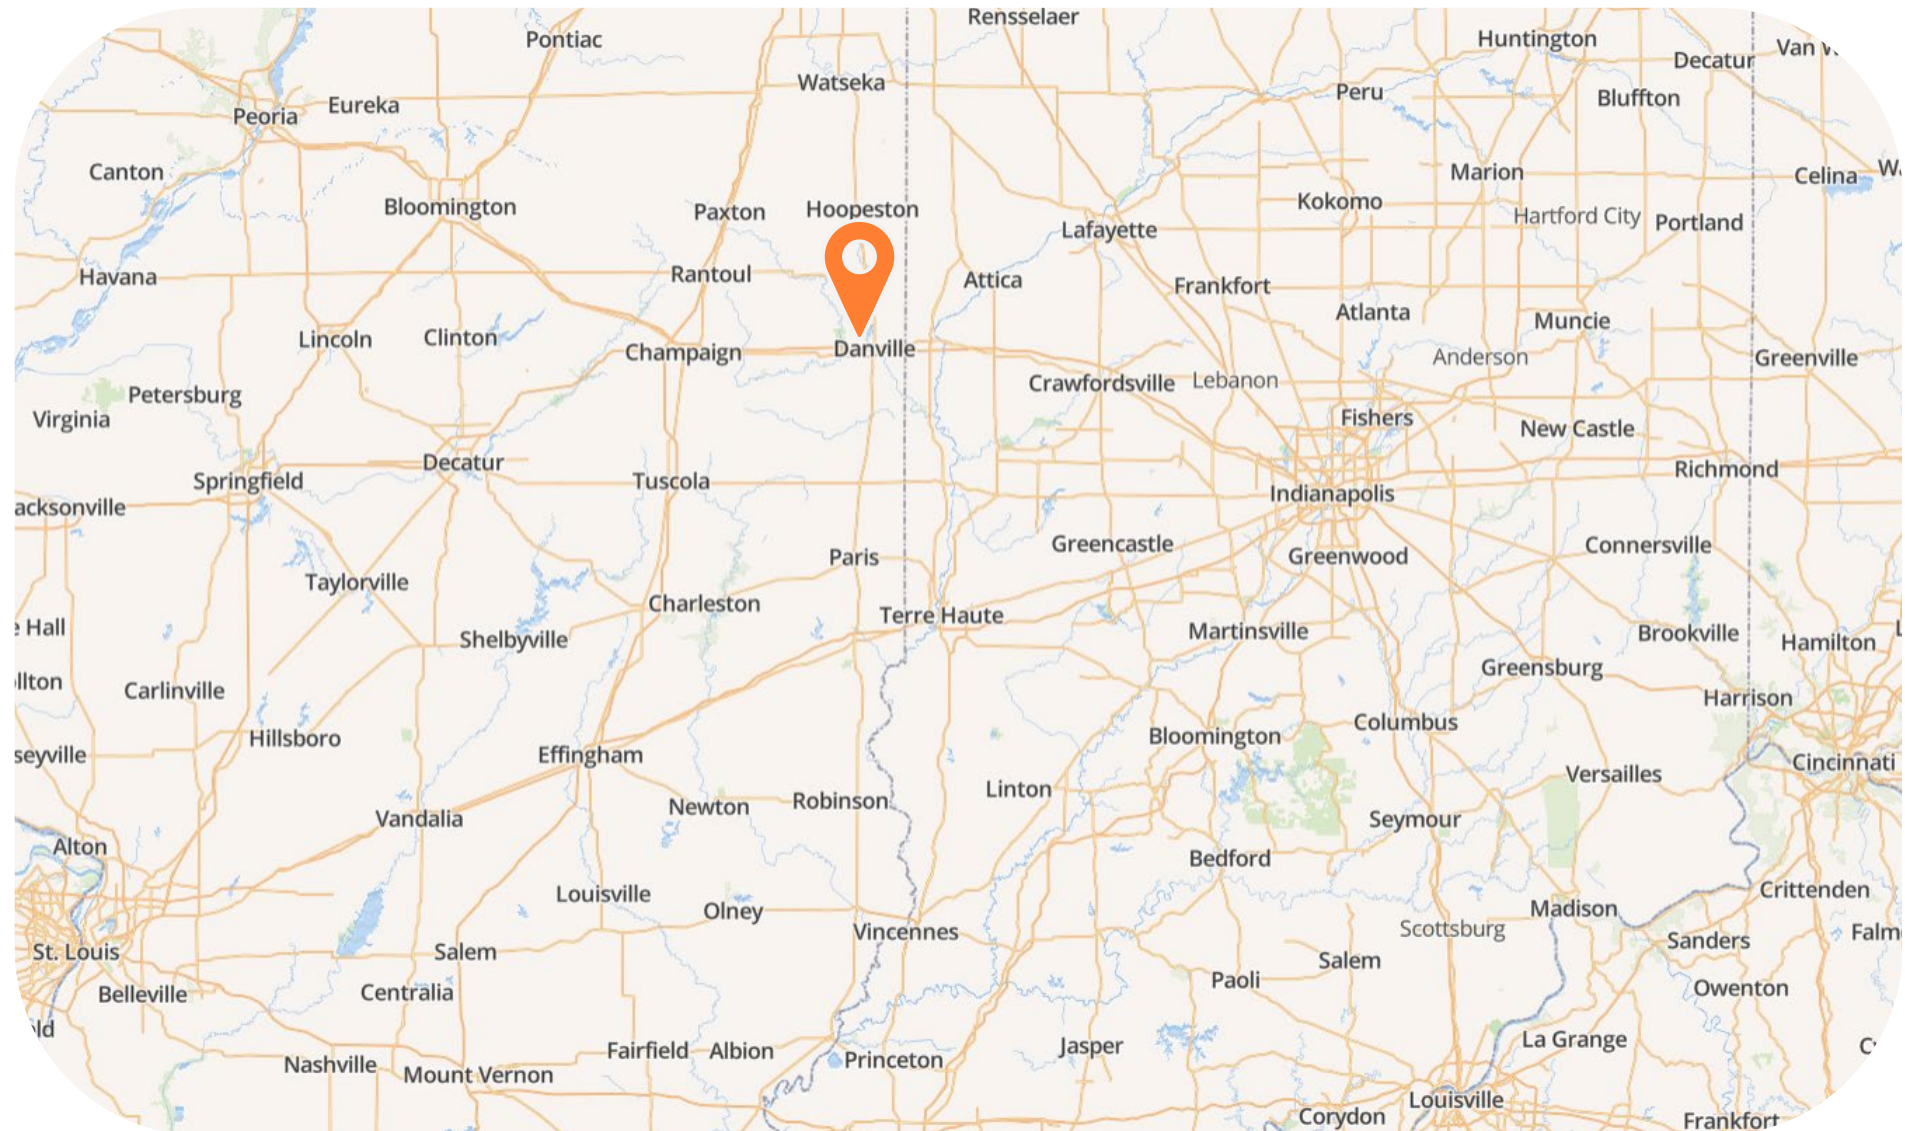 Rensselaer
Pontiac
Huntington
Van W
Decatur
Watseka
Peru
Bluffton
Eureka
Peoria
Canton
Marion
Celina
Bloomington
Paxton
Hoopeston
Kokomo
Hartford City
Portland
Lafayette
Havana
Rantoul
Attica
Frankfort
Atlanta
Muncie
Lincoln
Clinton
Champaign
Danville
Anderson
Greenville
Crawfordsville
Lebanon
Petersburg
Virginia
Fishers
New Castle
Decatur
Richmond
Springfield
Tuscola
Indianapolis
acksonville
Paris
Greencastle
Greenwood
Connersville
Taylorville
Charleston
Terre Haute
e Hall
Shelbyville
Martinsville
Brookville
Hamilton
Greensburg
llton
Carlinville
Harrison
Hillsboro
Columbus
Bloomington
seyville
Effingham
Cincinnati
Versailles
Linton
Newton
Robinson
Vandalia
Seymour
Alton
Bedford
Louisville
Crittenden
Olney
Madison
Vincennes
Scottsburg
Falm
Sanders
St. Louis
Salem
Salem
Paoli
Belleville
Centralia
Owenton
ld
La Grange
Fairfield
Albion
Jasper
Princeton
Nashville
Mount Vernon
Louisville
Corydon
Frankfort